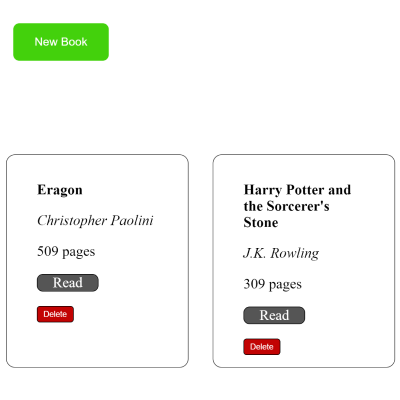 New Book
Eragon
Christopher Paolini
509 pages
Read
Delete
Harry Potter and
the Sorcerer's
Stone
J.K. Rowling
309 pages
Read
Delete